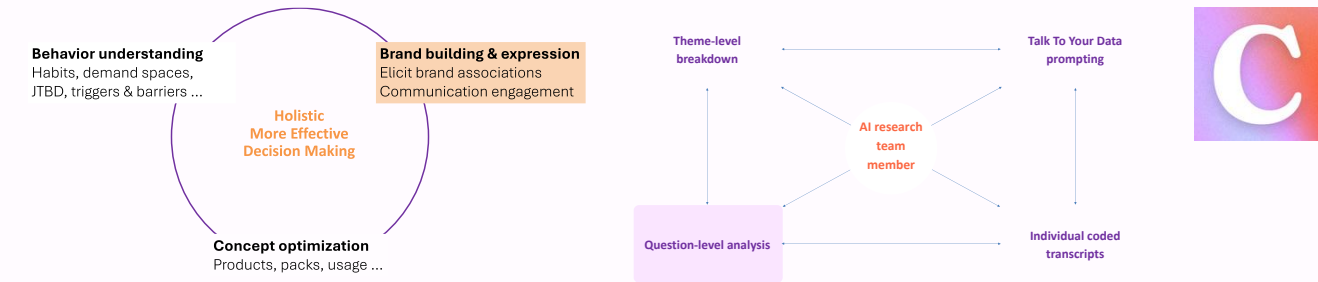 Behavior understanding
Habits, demand spaces,
JTBD, triggers & barriers ...
Brand building & expression
Elicit brand associations
Communication engagement
Holistic
More Effective
Decision Making
Concept optimization
Products, packs, usage ...
Theme-level
breakdown
Talk To Your Data
prompting
AI research
team
member
Question-level analysis
Individual coded
transcripts
C